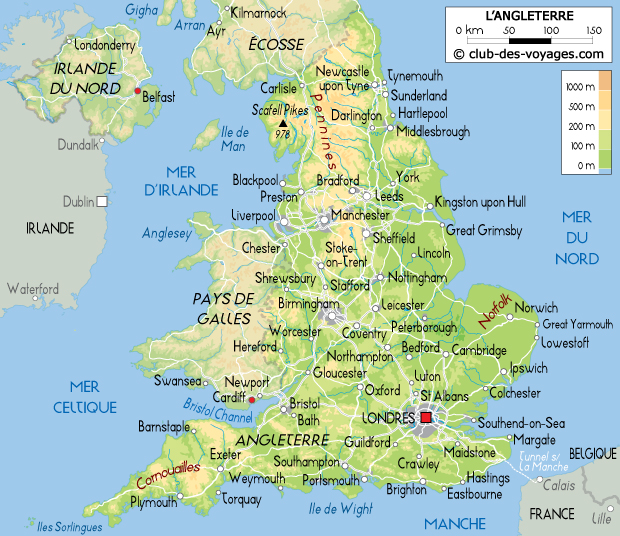 L'ANGLETERRE
0 km 50 100 150
© club-des-voyages.com
1000 m
500 m
200 m
100 m
0 m
Gigha
Arran
Kilmarnock
Ayr
ÉCOSSE
Londonderry
IRLANDE
DU NORD
Belfast
Newcastle
upon Tyne
Tynemouth
Sunderland
Carlisle
Scafell Pikes
978
Pennines
Darlington
Hartlepool
Middlesbrough
Ile de
Man
Dundalk
MER
D'IRLANDE
Blackpool
Preston
Bradford
Leeds
York
Kingston upon Hull
Dublin
IRLANDE
Liverpool
Manchester
Great Grimsby
MER
DU
NORD
Anglesey
Chester
Stoke-
on-Trent
Sheffield
Lincoln
Waterford
Shrewsbury
Stafford
Nottingham
PAYS DE
GALLES
Birmingham
Leicester
Norfolk
Norwich
Great Yarmouth
Lowestoft
Worcester
Coventry
Peterborough
Hereford
Northampton
Bedford
Cambridge
Ipswich
Swansea
Newport
Cardiff
Gloucester
Oxford
Luton
St Albans
Colchester
MER
CELTIQUE
Bristol Channel
Bristol
Bath
LONDRES
Southend-on-Sea
Margate
Barnstaple
ANGLETERRE
Guildford
Maidstone
BELGIQUE
Cornouailles
Exeter
Southampton
Crawley
Tunnel s/
La Manche
Weymouth
Portsmouth
Hastings
Calais
Plymouth
Torquay
Brighton
Eastbourne
Ile de Wight
Iles Sorlingues
MANCHE
FRANCE
Lille